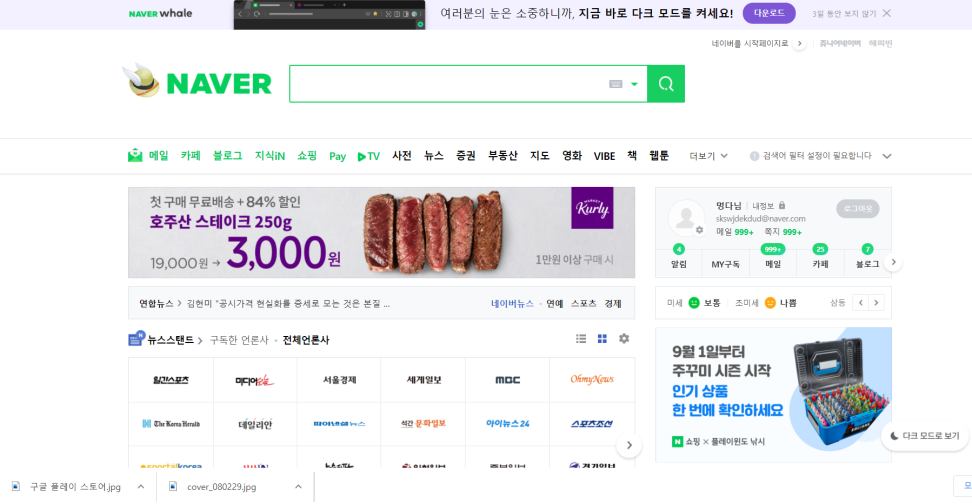 NAVER whale
여러분의 눈은 소중하니까, 지금 바로 다크 모드를 켜세요!
다운로드
3일 동안 보지 않기
네이버를 시작페이지로
쥬니어네이버 해피빈
NAVER
메일 카페 블로그 지식iN 쇼핑 Pay TV 사전 뉴스 증권 부동산 지도 영화 VIBE 책 웹툰 더보기
검색어 필터 설정이 필요합니다
첫 구매 무료배송 + 84% 할인
호주산 스테이크 250g
19,000원 → 3,000원
MARKET
Kurly
1만원 이상 구매 시
멍다님 내정보
로그아웃
skswjdekdud@naver.com
메일 999+ 쪽지 999+
4 999+ 25 7
알림 MY구독 메일 카페 블로그
연합뉴스 김현미 "공시가격 현실화를 증세로 모는 것은 본질 ...
네이버뉴스 연예 스포츠 경제
미세 보통 초미세 나쁨 상동
뉴스스탠드 구독한 언론사 전체언론사
일간스포츠 미디어오늘 서울경제 세계일보 MBC OhmyNews
The Korea Herald 데일리안 파이낸셜뉴스 주간 문화일보 아이뉴스24 스포츠조선
sportalkorea
경기일보
9월 1일부터
주꾸미 시즌 시작
인기 상품
한 번에 확인하세요
N 쇼핑 × 플레이윈도 낚시
다크 모드로 보기
구글 플레이 스토어.jpg
cover_080229.jpg